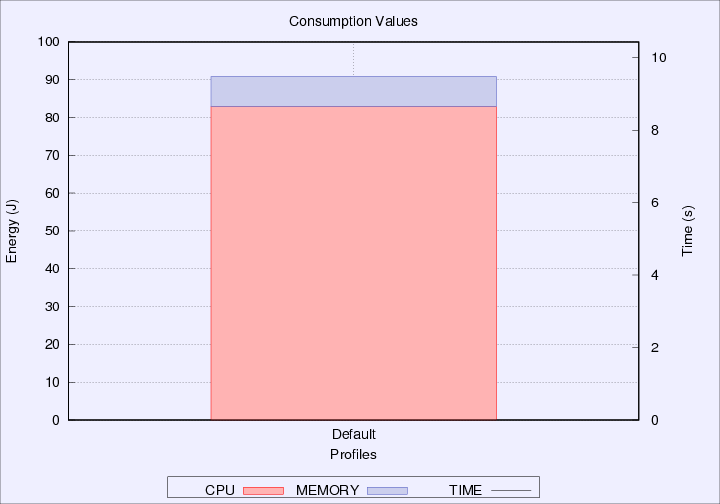 Consumption Values
100
90
80
70
60
50
40
30
20
10
0
Energy (J)
10
8
6
4
2
0
Time (s)
Default
Profiles
CPU MEMORY TIME